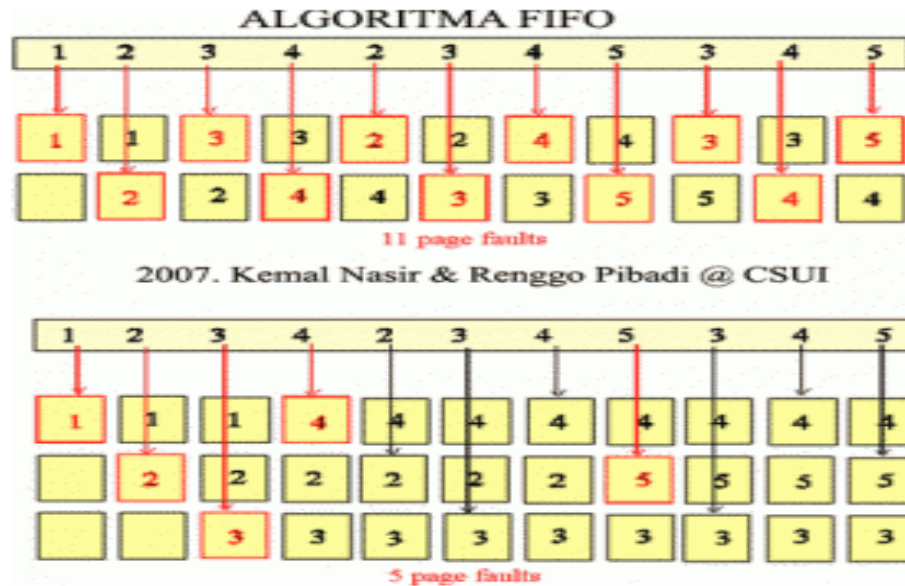 ALGORITMA FIFO
1 2 3 4 2 3 4 5 3 4 5
1 1 3 3 2 2 4 4 3 3 5
2 2 4 4 3 3 5 5 4 4
11 page faults
2007. Kemal Nasir & Renggo Pibadi @ CSUI
1 2 3 4 2 3 4 5 3 4 5
1 1 1 4 4 4 4 4 4 4 4
2 2 2 2 2 2 5 5 5 5
3 3 3 3 3 3 3 3 3
5 page faults